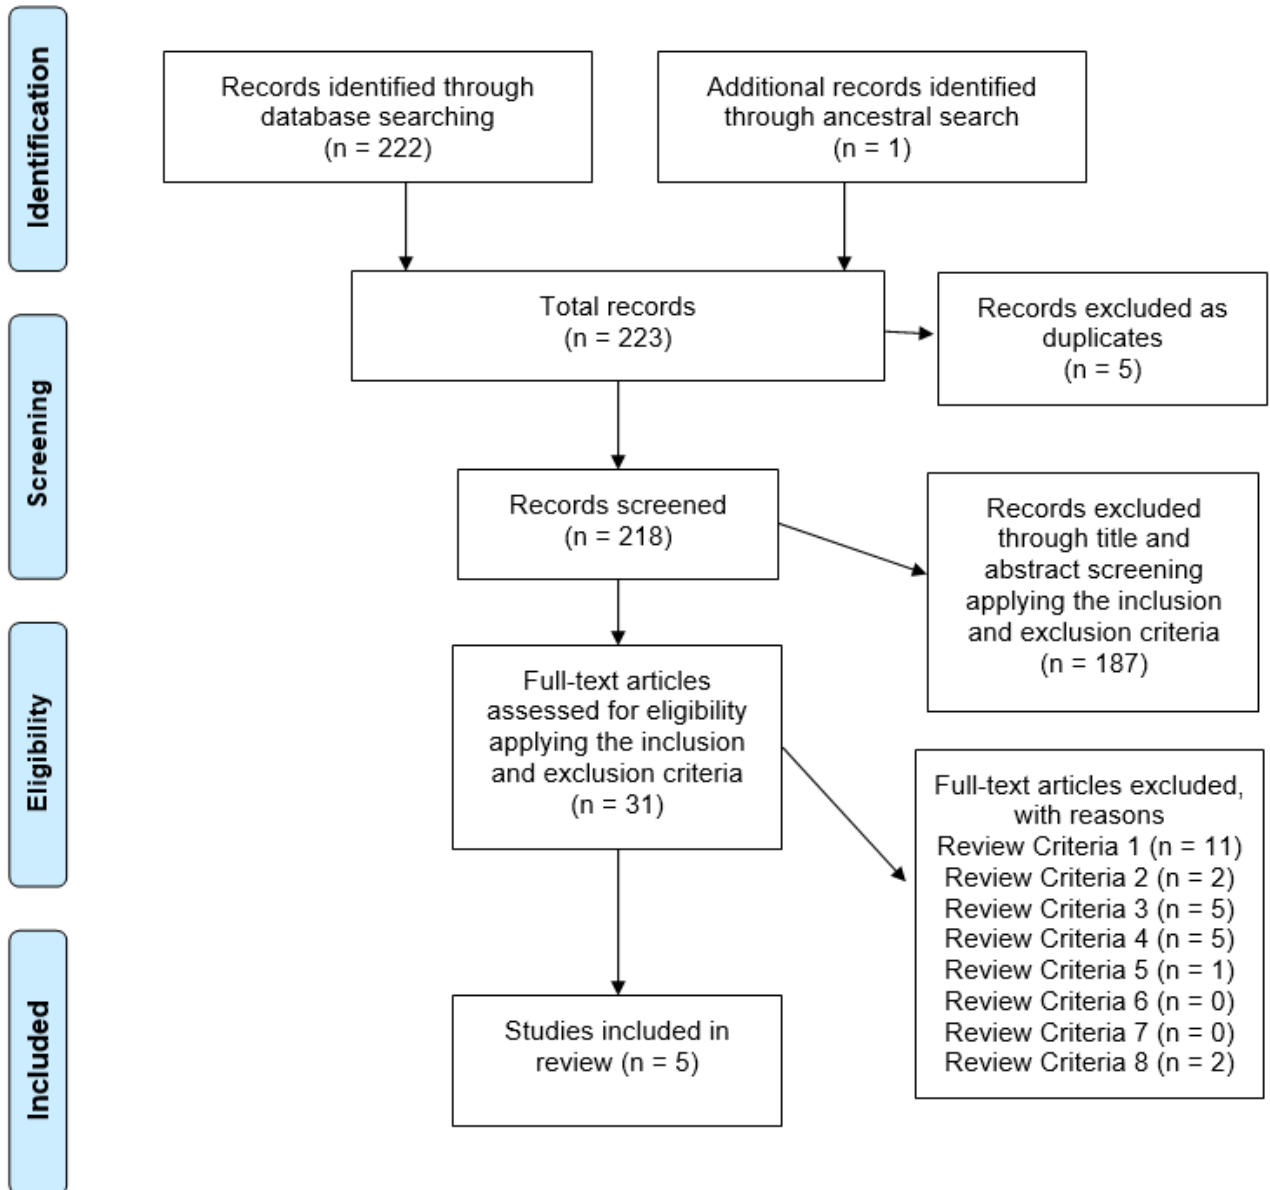 Identification
Records identified through
database searching
(n = 222)
Additional records identified
through ancestral search
(n = 1)
Total records
(n = 223)
Records excluded as
duplicates
(n = 5)
Screening
Records screened
(n = 218)
Records excluded
through title and
abstract screening
applying the inclusion
and exclusion criteria
(n = 187)
Eligibility
Full-text articles
assessed for eligibility
applying the inclusion
and exclusion criteria
(n = 31)
Full-text articles excluded,
with reasons
Review Criteria 1 (n = 11)
Review Criteria 2 (n = 2)
Review Criteria 3 (n = 5)
Review Criteria 4 (n = 5)
Review Criteria 5 (n = 1)
Review Criteria 6 (n = 0)
Review Criteria 7 (n = 0)
Review Criteria 8 (n = 2)
Included
Studies included in
review (n = 5)